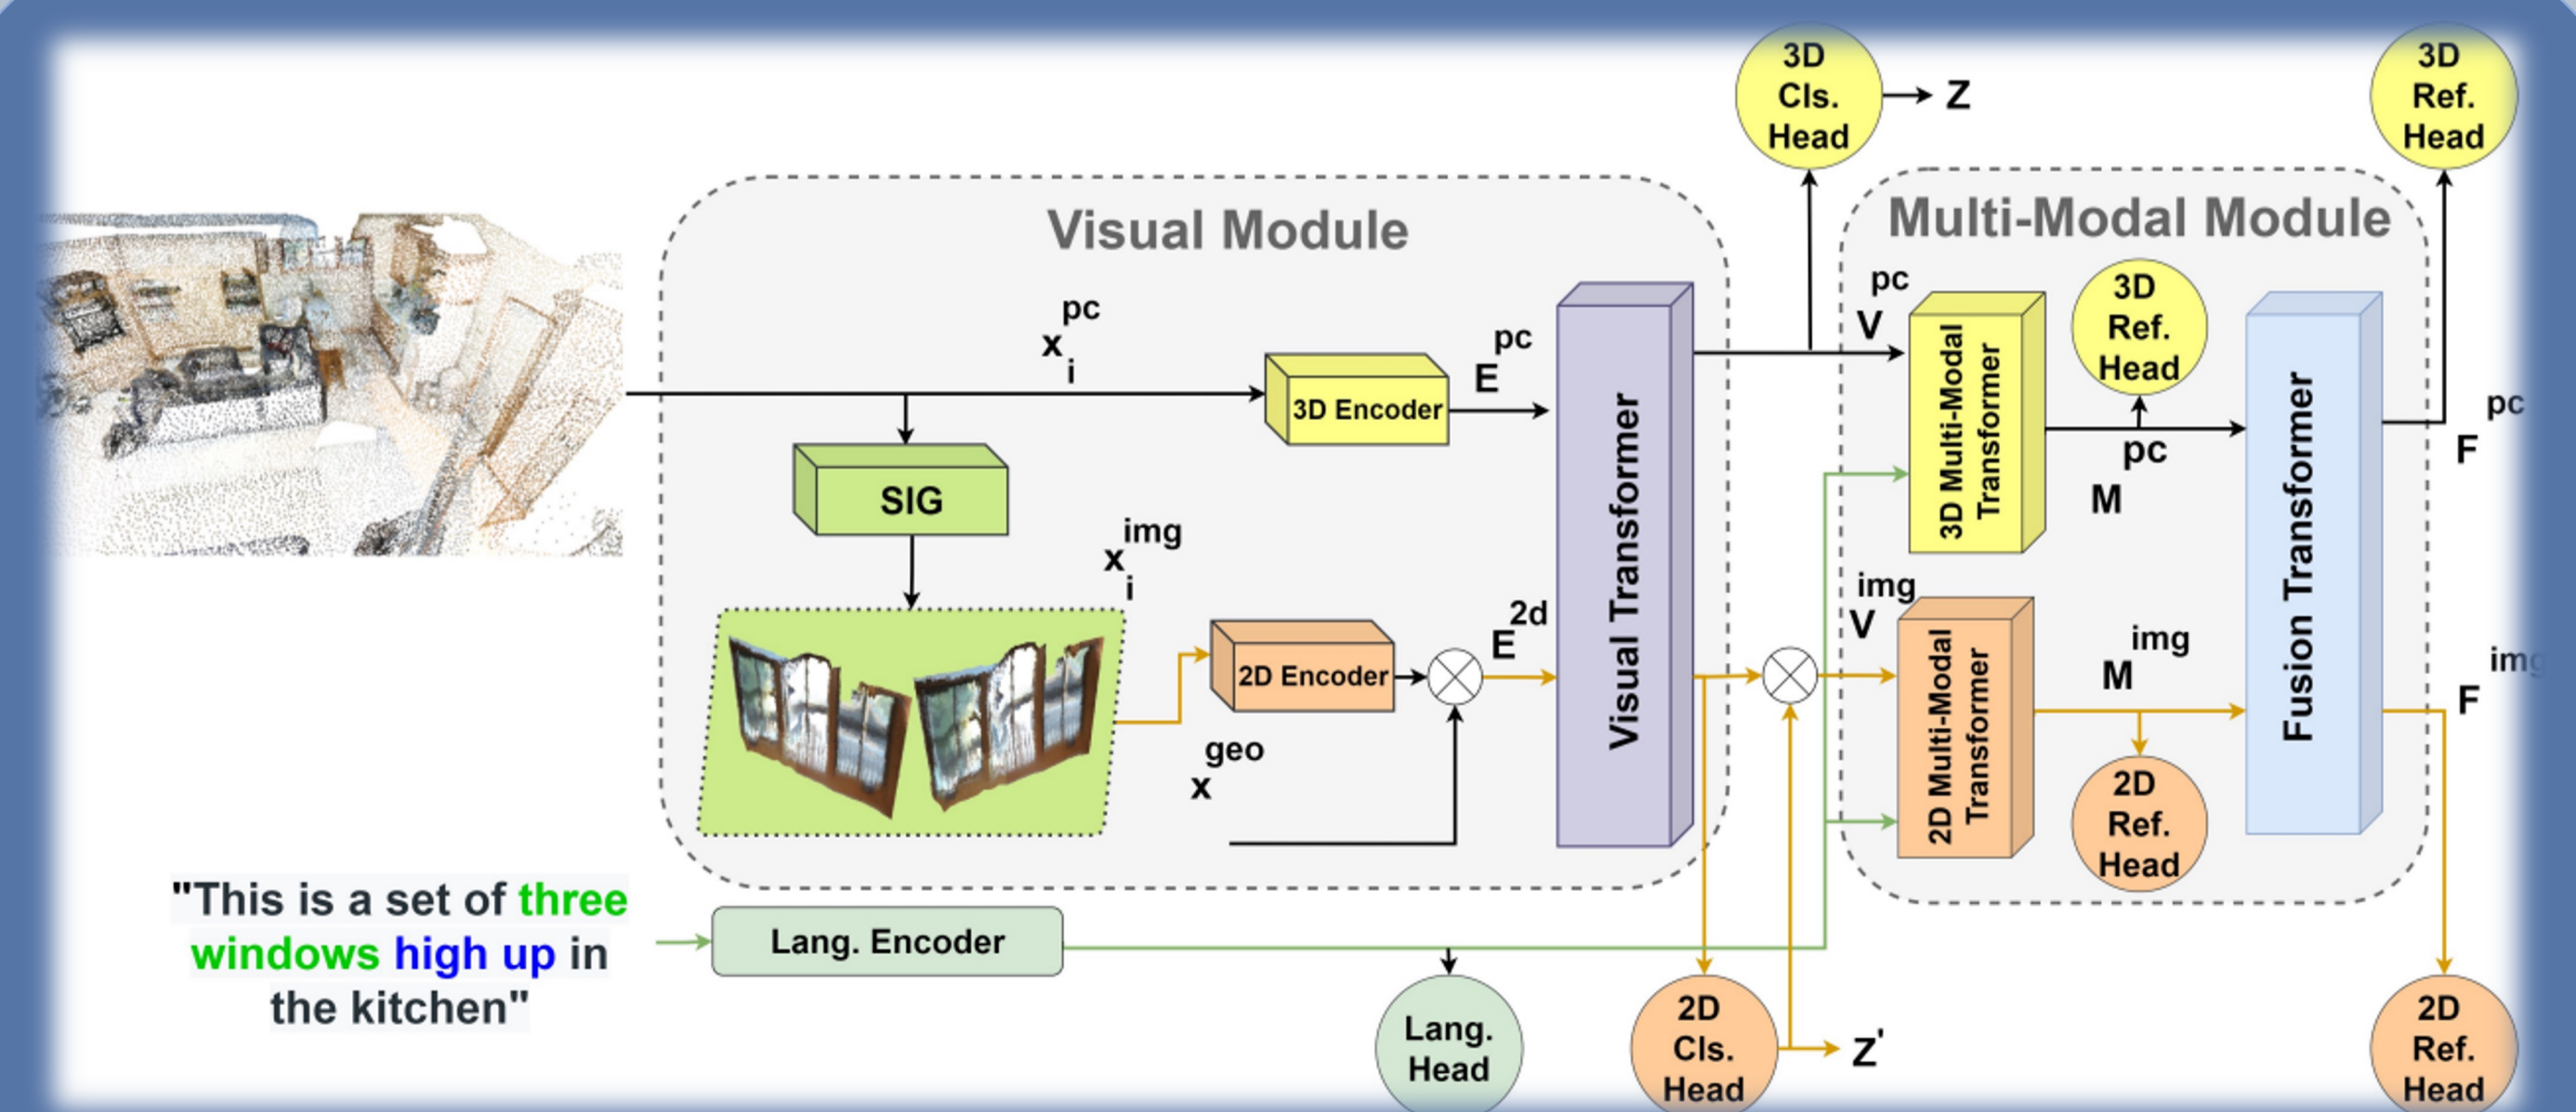 3D
Cls.
Head
Z
3D
Ref.
Head
Visual Module
Multi-Modal Module
x
pc
i
3D Encoder
E
pc
SIG
x
img
i
2D Encoder
E
2d
x
geo
Visual Transformer
V
pc
3D Multi-Modal
Transformer
3D
Ref.
Head
M
pc
V
img
2D Multi-Modal
Transformer
M
img
2D
Ref.
Head
Fusion Transformer
F
pc
F
img
"This is a set of three
windows high up in
the kitchen"
Lang. Encoder
Lang.
Head
2D
Cls.
Head
Z'
2D
Ref.
Head